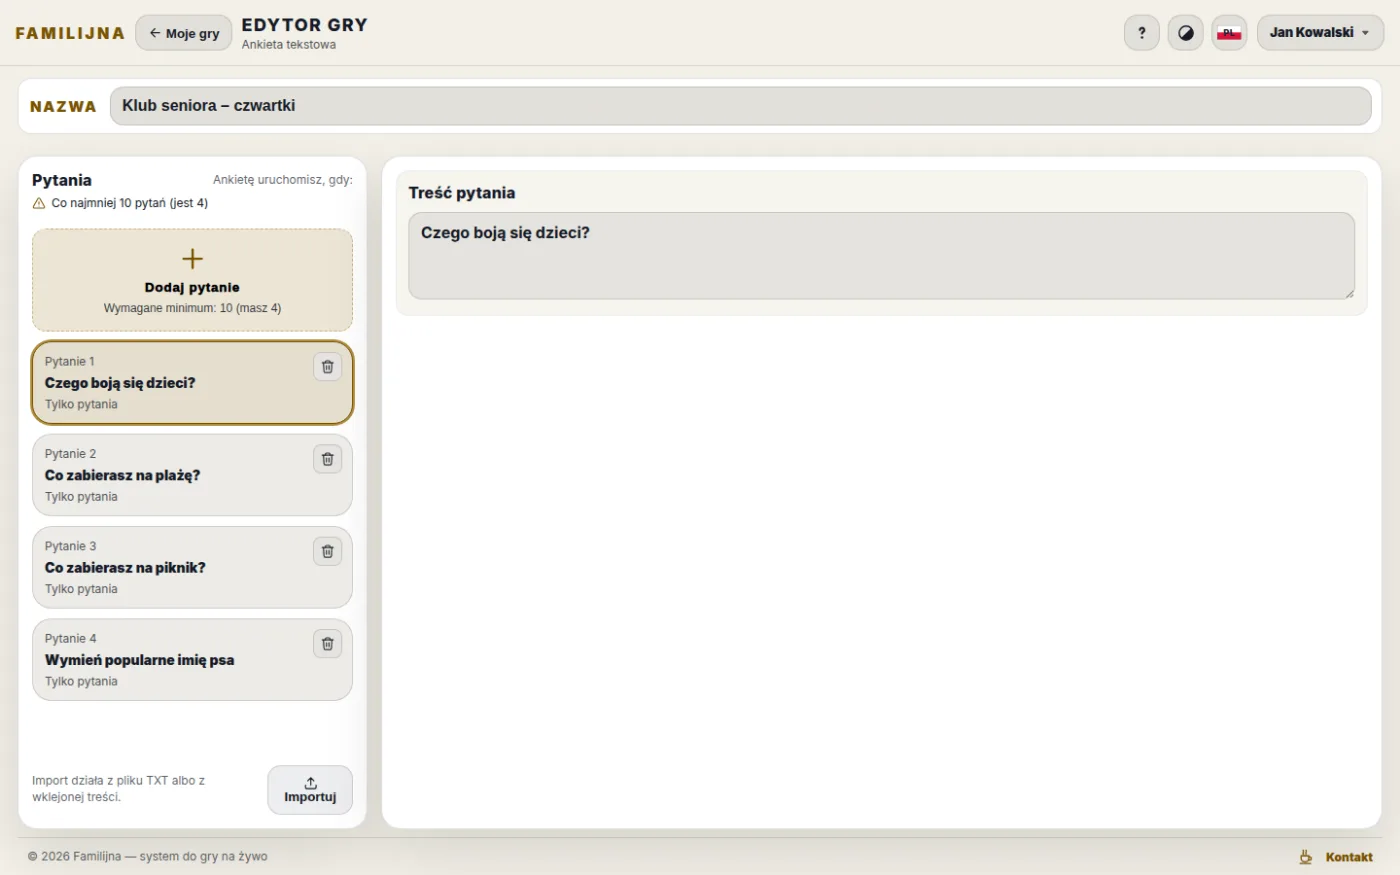 FAMILIJNA
← Moje gry
EDYTOR GRY
Ankieta tekstowa
?
PL
Jan Kowalski
NAZWA
Klub seniora – czwartki
Pytania
Ankietę uruchomisz, gdy:
Co najmniej 10 pytań (jest 4)
Dodaj pytanie
Wymagane minimum: 10 (masz 4)
Pytanie 1
Czego boją się dzieci?
Tylko pytania
Pytanie 2
Co zabierasz na plażę?
Tylko pytania
Pytanie 3
Co zabierasz na piknik?
Tylko pytania
Pytanie 4
Wymień popularne imię psa
Tylko pytania
Import działa z pliku TXT albo z
wklejonej treści.
Importuj
Treść pytania
Czego boją się dzieci?
© 2026 Familijna — system do gry na żywo
Kontakt